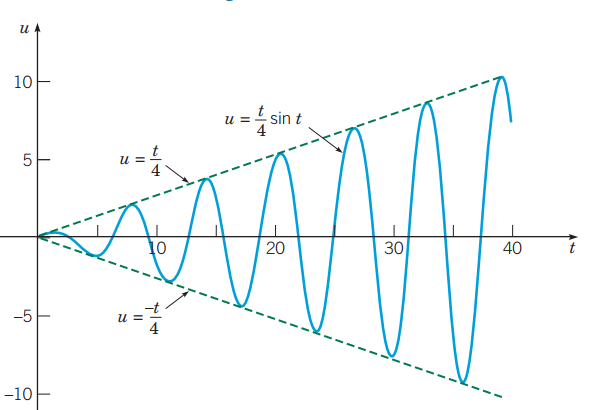 u
10
u = t/4 sin t
5
u = t/4
10
20
30
40
t
−5
u = −t/4
−10